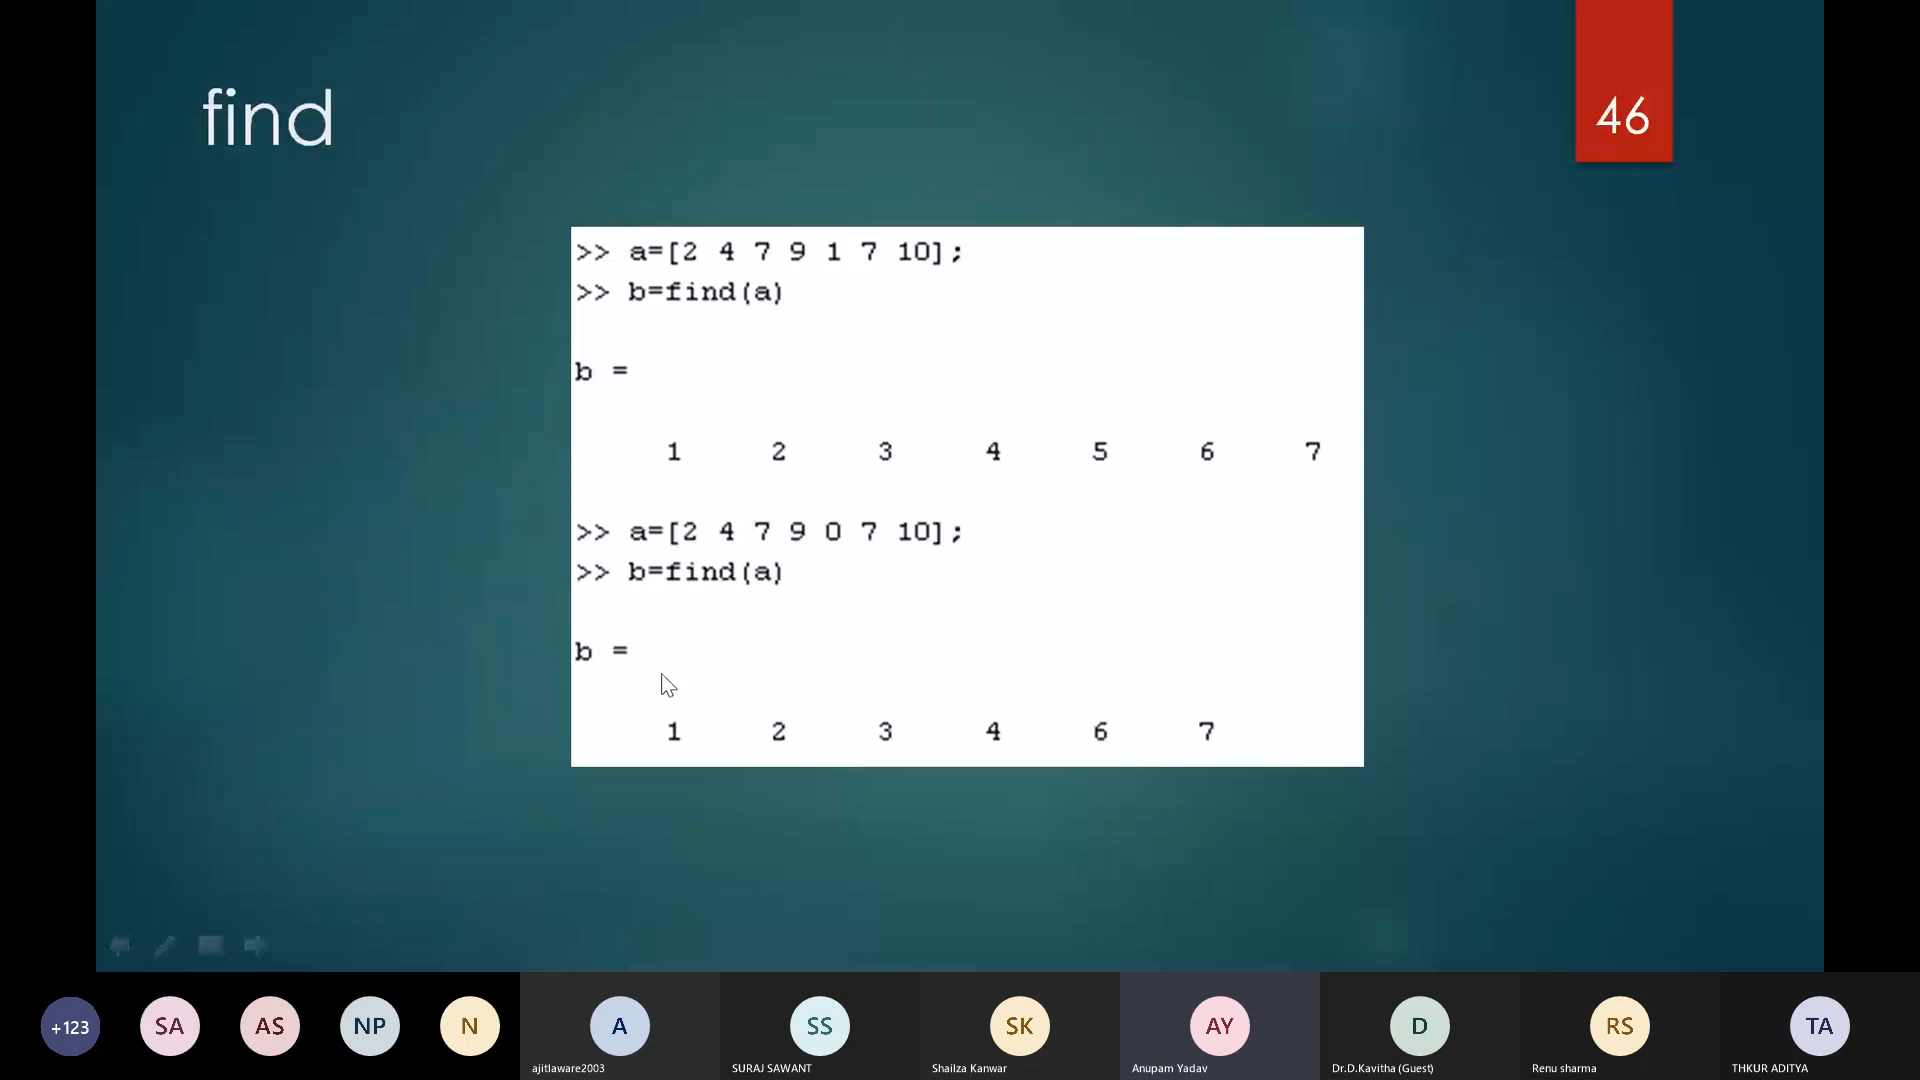 find
46
>> a=[2 4 7 9 1 7 10];
>> b=find(a)
b =
1 2 3 4 5 6 7
>> a=[2 4 7 9 0 7 10];
>> b=find(a)
b =
1 2 3 4 6 7
+123 SA AS NP N A SS SK AY D RS TA
ajitlaware2003 SURAJ SAWANT Shailza Kanwar Anupam Yadav Dr.D.Kavitha (Guest) Renu sharma THKUR ADITYA